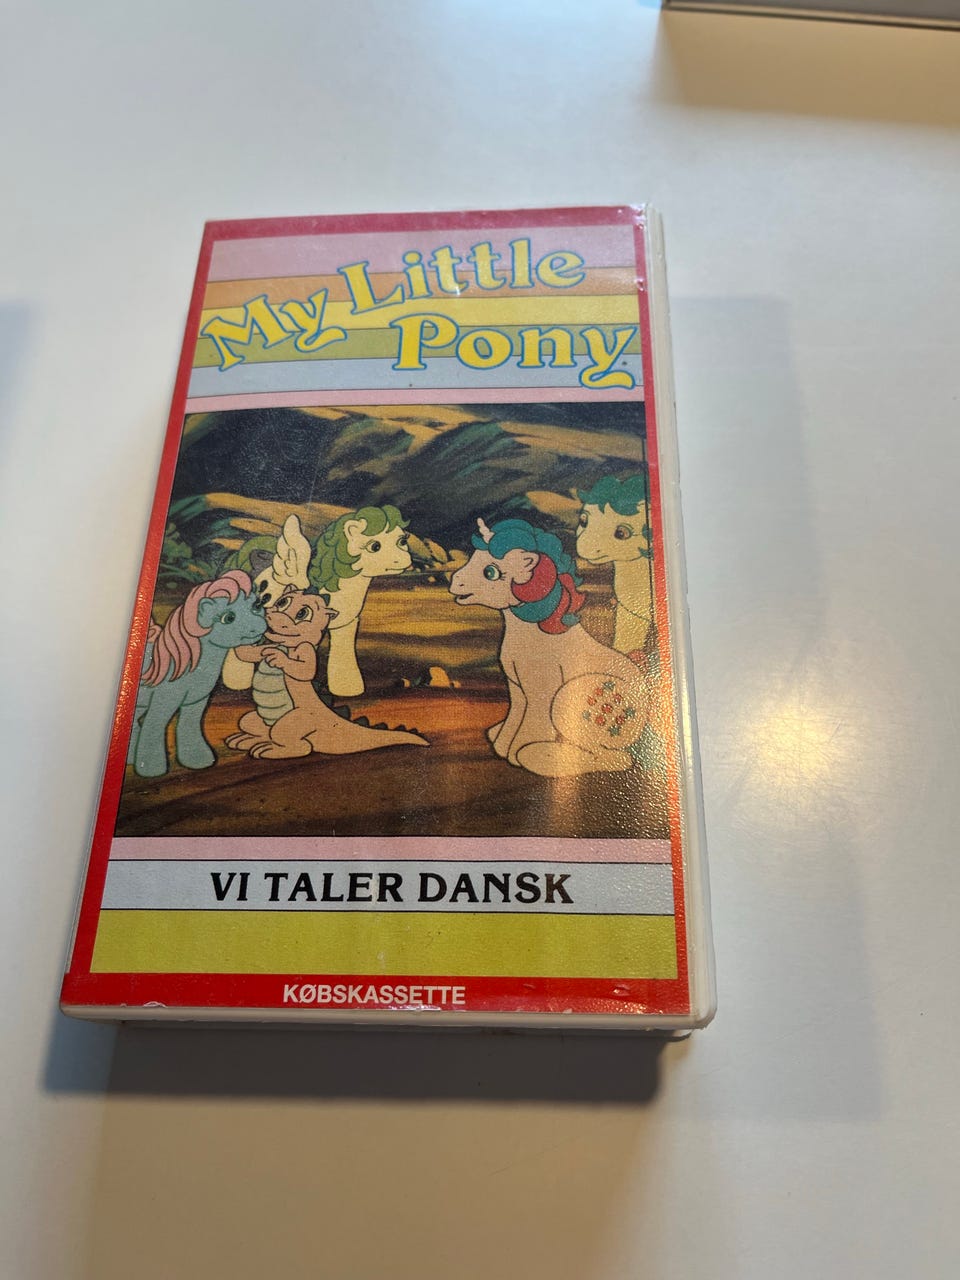 My Little
Pony
VI TALER DANSK
KØBSKASSETTE